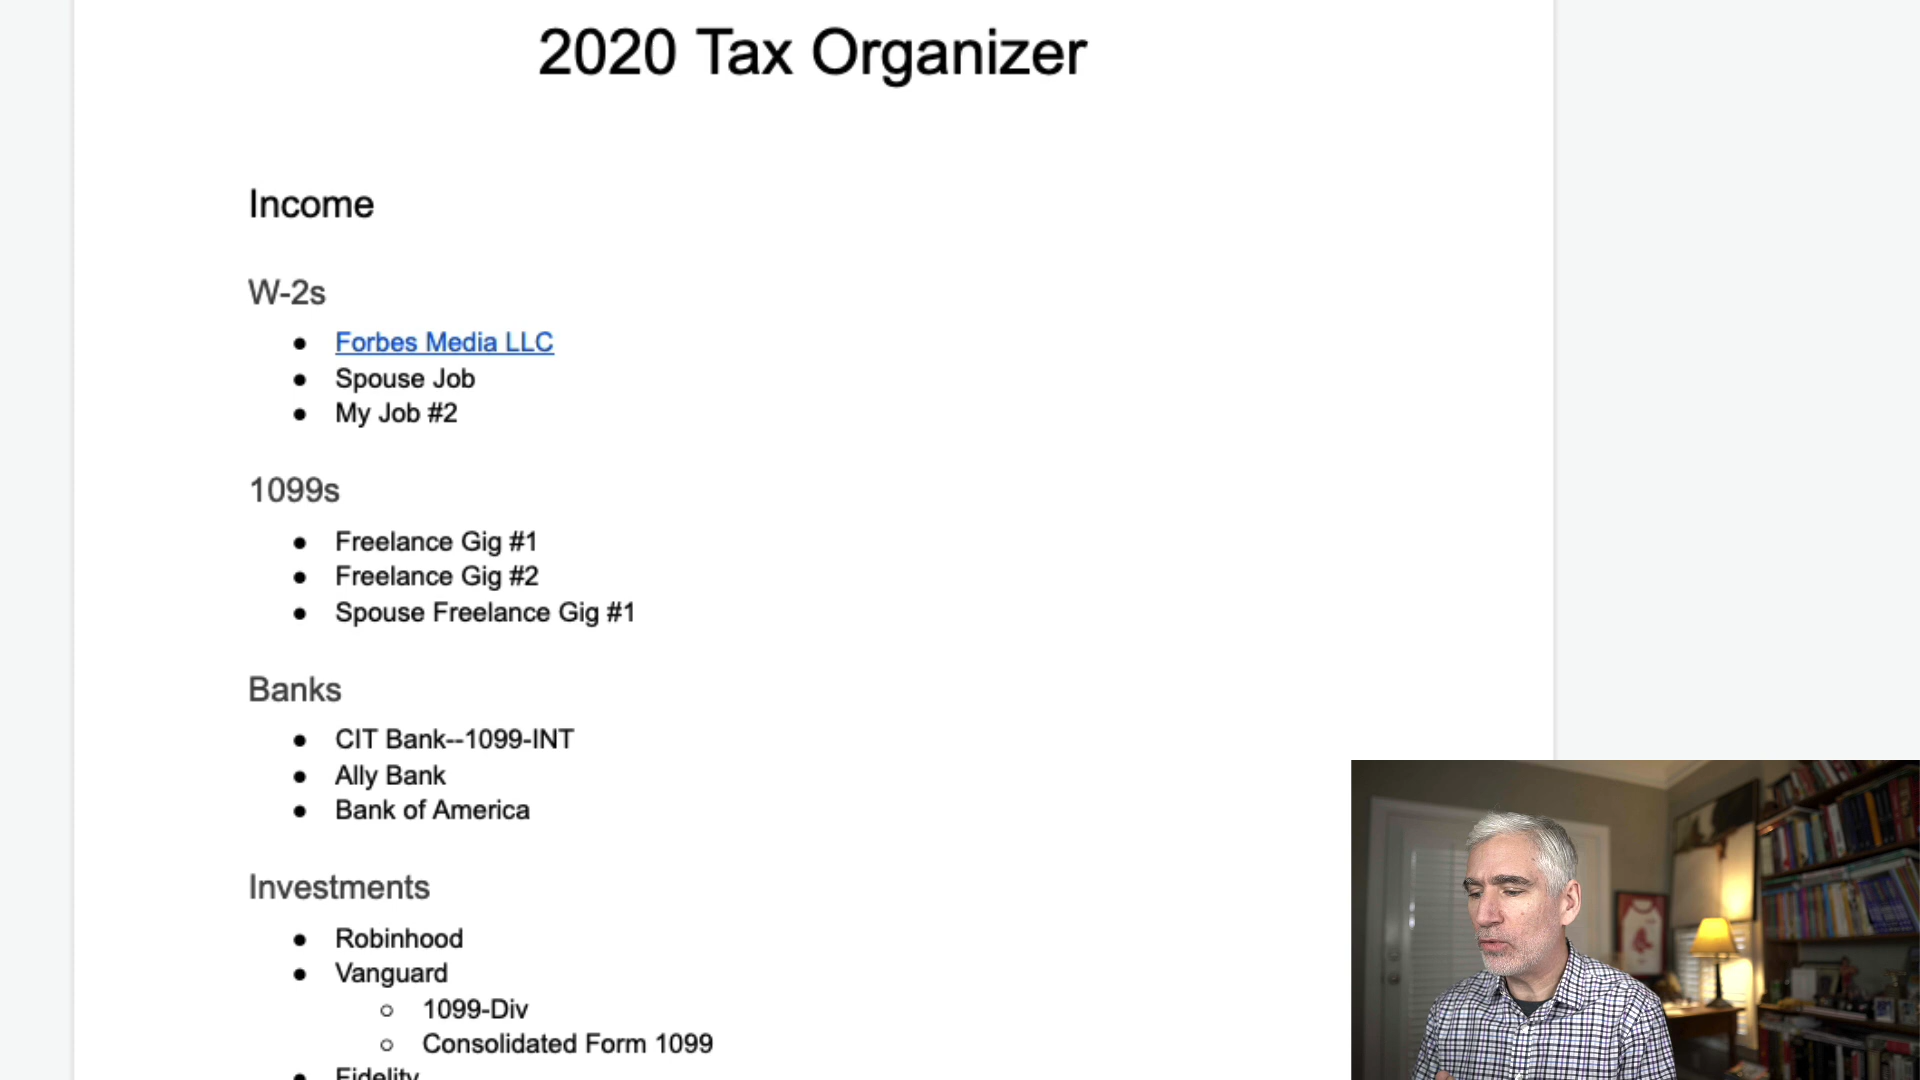 2020 Tax Organizer
Income
W-2s
Forbes Media LLC
Spouse Job
My Job #2
1099s
Freelance Gig #1
Freelance Gig #2
Spouse Freelance Gig #1
Banks
CIT Bank--1099-INT
Ally Bank
Bank of America
Investments
Robinhood
Vanguard
1099-Div
Consolidated Form 1099
Fidelity